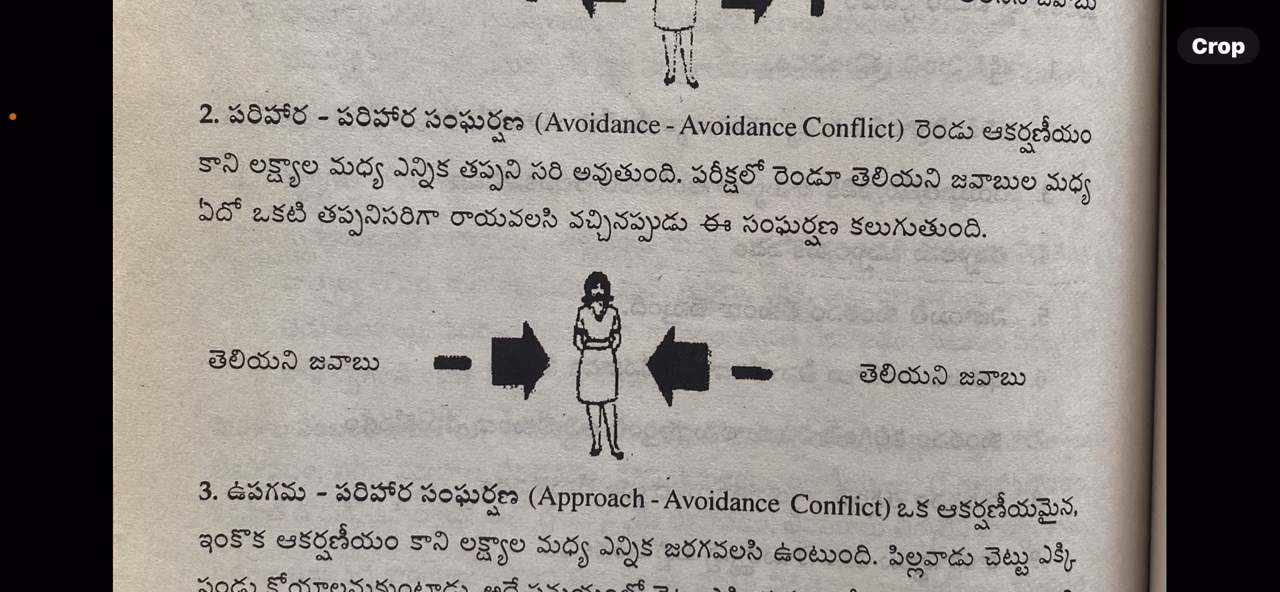 జవాబు
2. పరిహార - పరిహార సంఘర్షణ (Avoidance - Avoidance Conflict) రెండు ఆకర్షణీయం
కాని లక్ష్యాల మధ్య ఎన్నిక తప్పని సరి అవుతుంది. పరీక్షలో రెండూ తెలియని జవాబుల మధ్య
ఏదో ఒకటి తప్పనిసరిగా రాయవలసి వచ్చినప్పుడు ఈ సంఘర్షణ కలుగుతుంది.
తెలియని జవాబు తెలియని జవాబు
3. ఉపగమ - పరిహార సంఘర్షణ (Approach - Avoidance Conflict) ఒక ఆకర్షణీయమైన,
ఇంకొక ఆకర్షణీయం కాని లక్ష్యాల మధ్య ఎన్నిక జరగవలసి ఉంటుంది. పిల్లవాడు చెట్టు ఎక్కి
పండు కోయాలనుకుంటాడు
Crop